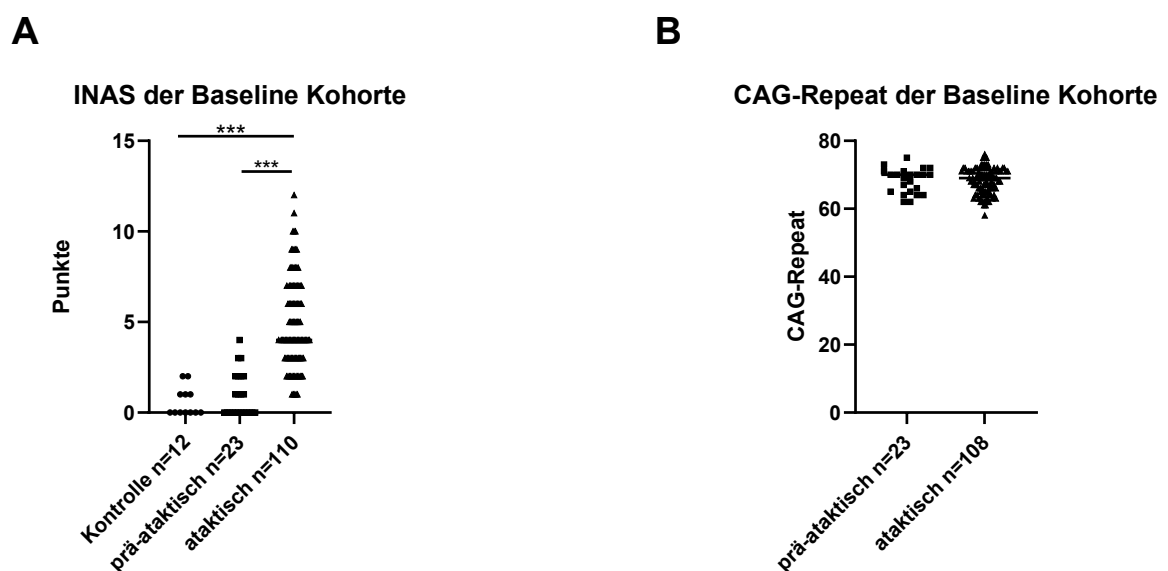 A
INAS der Baseline Kohorte
***
***
15
10
5
0
Punkte
Kontrolle n=12
prä-ataktisch n=23
ataktisch n=110
B
CAG-Repeat der Baseline Kohorte
80
60
40
20
0
CAG-Repeat
prä-ataktisch n=23
ataktisch n=108